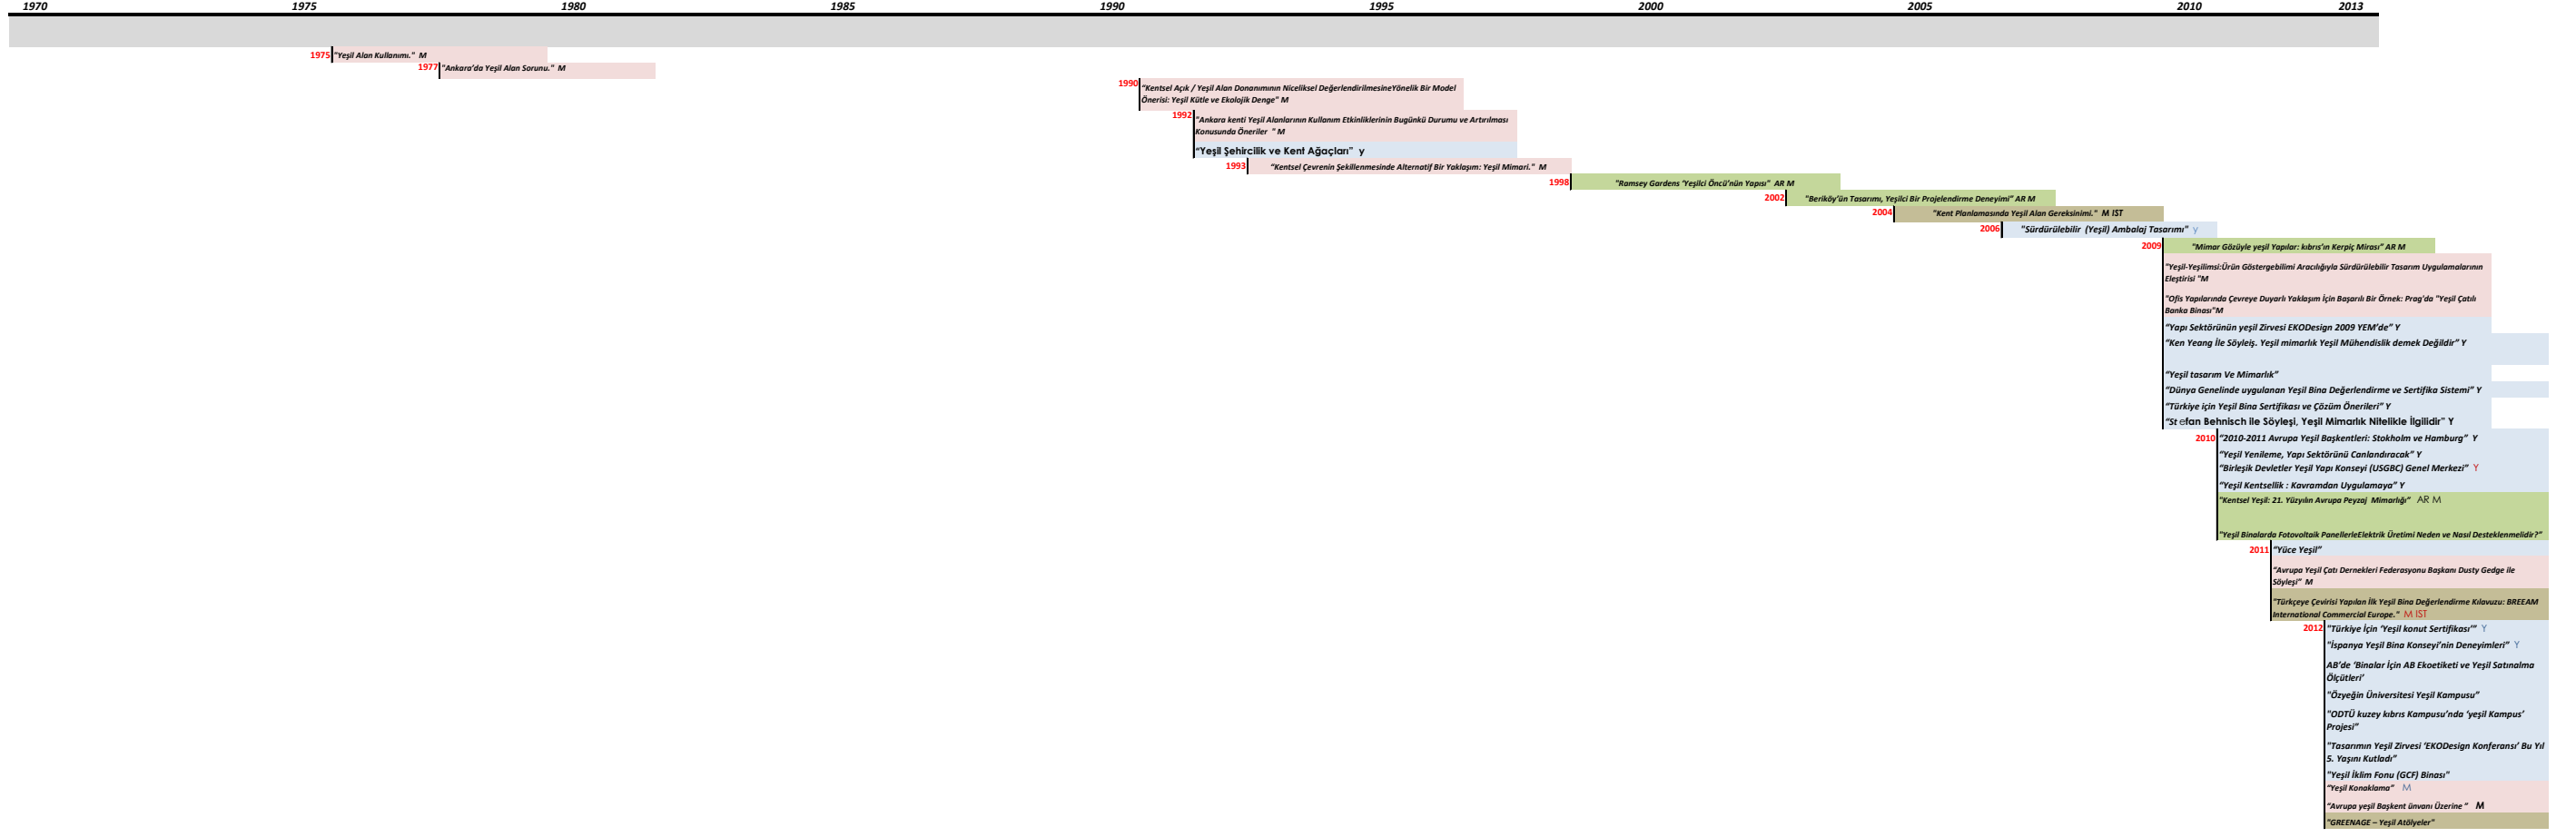 1970 1975 1980 1985 1990 1995 2000 2005 2010 2013
1975 "Yeşil Alan Kullanımı." M
1977 "Ankara'da Yeşil Alan Sorunu." M
1990 "Kentsel Açık / Yeşil Alan Donanımının Niceliksel DeğerlendirilmesineYönelik Bir Model
Önerisi: Yeşil Kütle ve Ekolojik Denge" M
1992 "Ankara kenti Yeşil Alanlarının Kullanım Etkinliklerinin Bugünkü Durumu ve Artırılması
Konusunda Öneriler " M
"Yeşil Şehircilik ve Kent Ağaçları" y
1993 "Kentsel Çevrenin Şekillenmesinde Alternatif Bir Yaklaşım: Yeşil Mimari." M
1998 "Ramsey Gardens 'Yeşilci Öncü'nün Yapısı" AR M
2002 "Beriköy'ün Tasarımı, Yeşilci Bir Projelendirme Deneyimi" AR M
2004 "Kent Planlamasında Yeşil Alan Gereksinimi." M IST
2006 "Sürdürülebilir (Yeşil) Ambalaj Tasarımı" y
2009 "Mimar Gözüyle yeşil Yapılar: kıbrıs'ın Kerpiç Mirası" AR M
"Yeşil-Yeşilimsi:Ürün Göstergebilimi Aracılığıyla Sürdürülebilir Tasarım Uygulamalarının
Eleştirisi "M
"Ofis Yapılarında Çevreye Duyarlı Yaklaşım İçin Başarılı Bir Örnek: Prag'da "Yeşil Çatılı
Banka Binası"M
"Yapı Sektörünün yeşil Zirvesi EKODesign 2009 YEM'de" Y
"Ken Yeang İle Söyleiş. Yeşil mimarlık Yeşil Mühendislik demek Değildir" Y
"Yeşil tasarım Ve Mimarlık"
"Dünya Genelinde uygulanan Yeşil Bina Değerlendirme ve Sertifika Sistemi" Y
"Türkiye için Yeşil Bina Sertifikası ve Çözüm Önerileri" Y
"St efan Behnisch ile Söyleşi, Yeşil Mimarlık Nitelikle İlgilidir" Y
2010 "2010-2011 Avrupa Yeşil Başkentleri: Stokholm ve Hamburg" Y
"Yeşil Yenileme, Yapı Sektörünü Canlandıracak" Y
"Birleşik Devletler Yeşil Yapı Konseyi (USGBC) Genel Merkezi" Y
"Yeşil Kentsellik : Kavramdan Uygulamaya" Y
"Kentsel Yeşil: 21. Yüzyılın Avrupa Peyzaj Mimarlığı" AR M
"Yeşil Binalarda Fotovoltaik PanellerleElektrik Üretimi Neden ve Nasıl Desteklenmelidir?"
2011 "Yüce Yeşil"
"Avrupa Yeşil Çatı Dernekleri Federasyonu Başkanı Dusty Gedge ile
Söyleşi" M
"Türkçeye Çevirisi Yapılan İlk Yeşil Bina Değerlendirme Kılavuzu: BREEAM
International Commercial Europe." M IST
2012 "Türkiye İçin 'Yeşil konut Sertifikası'" Y
"İspanya Yeşil Bina Konseyi'nin Deneyimleri" Y
AB'de 'Binalar İçin AB Ekoetiketi ve Yeşil Satınalma
Ölçütleri'
"Özyeğin Üniversitesi Yeşil Kampusu"
"ODTÜ kuzey kıbrıs Kampusu'nda 'yeşil Kampus'
Projesi"
"Tasarımın Yeşil Zirvesi 'EKODesign Konferansı' Bu Yıl
5. Yaşını Kutladı"
"Yeşil İklim Fonu (GCF) Binası"
"Yeşil Konaklama" M
"Avrupa yeşil Başkent ünvanı Üzerine " M
"GREENAGE – Yeşil Atölyeler"